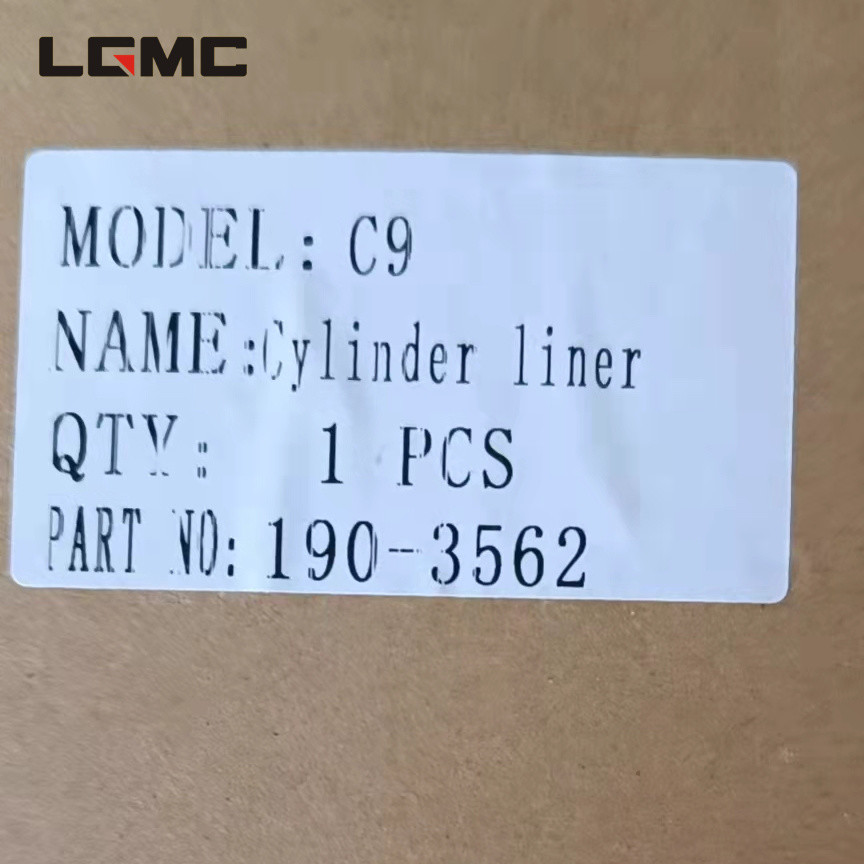 LGMC
MODEL: C9
NAME:Cylinder liner
QTY: 1 PCS
PART NO: 190-3562